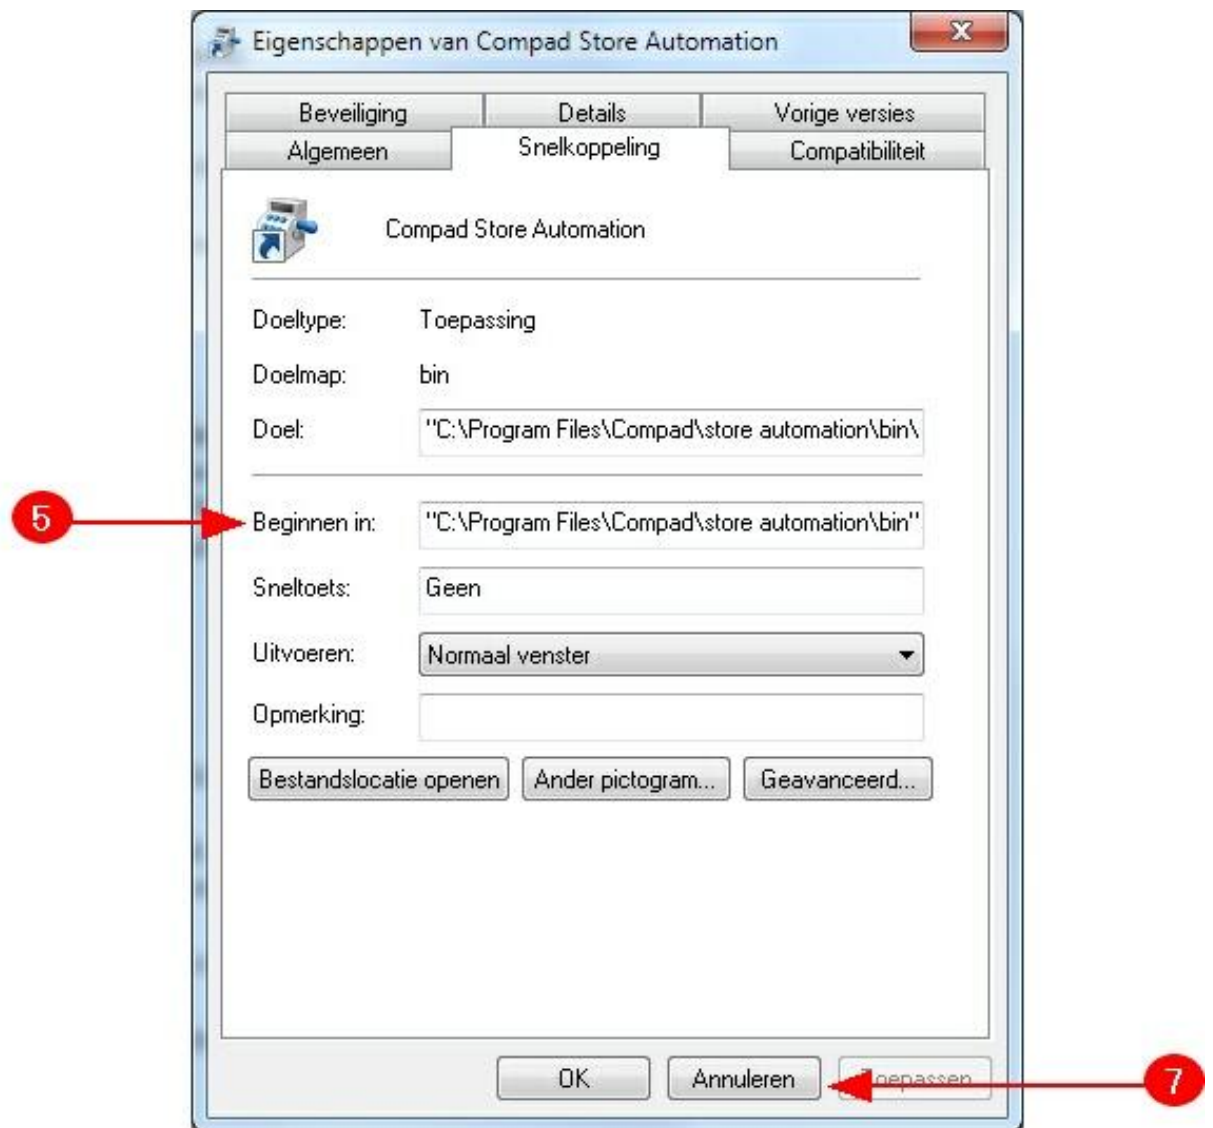 Eigenschappen van Compad Store Automation
Beveiliging Details Vorige versies
Algemeen Snelkoppeling Compatibiliteit
Compad Store Automation
Doeltype: Toepassing
Doelmap: bin
Doel: "C:\Program Files\Compad\store automation\bin\
5 Beginnen in: "C:\Program Files\Compad\store automation\bin"
Sneltoets: Geen
Uitvoeren: Normaal venster
Opmerking:
Bestandslocatie openen Ander pictogram... Geavanceerd...
OK Annuleren Toepassen 7